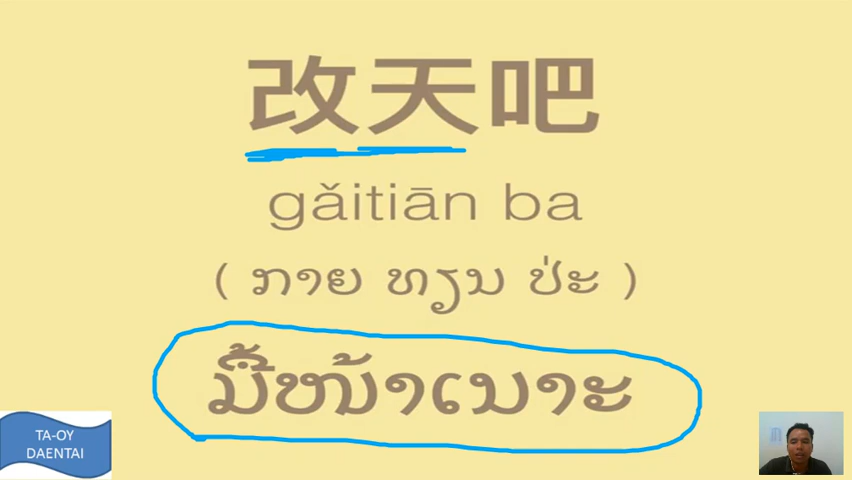 改天吧
gǎitiān ba
( ກາຍ ທຽນ ປ່ະ )
ມື້ໜ້າເນາະ
TA-OY
DAENTAI